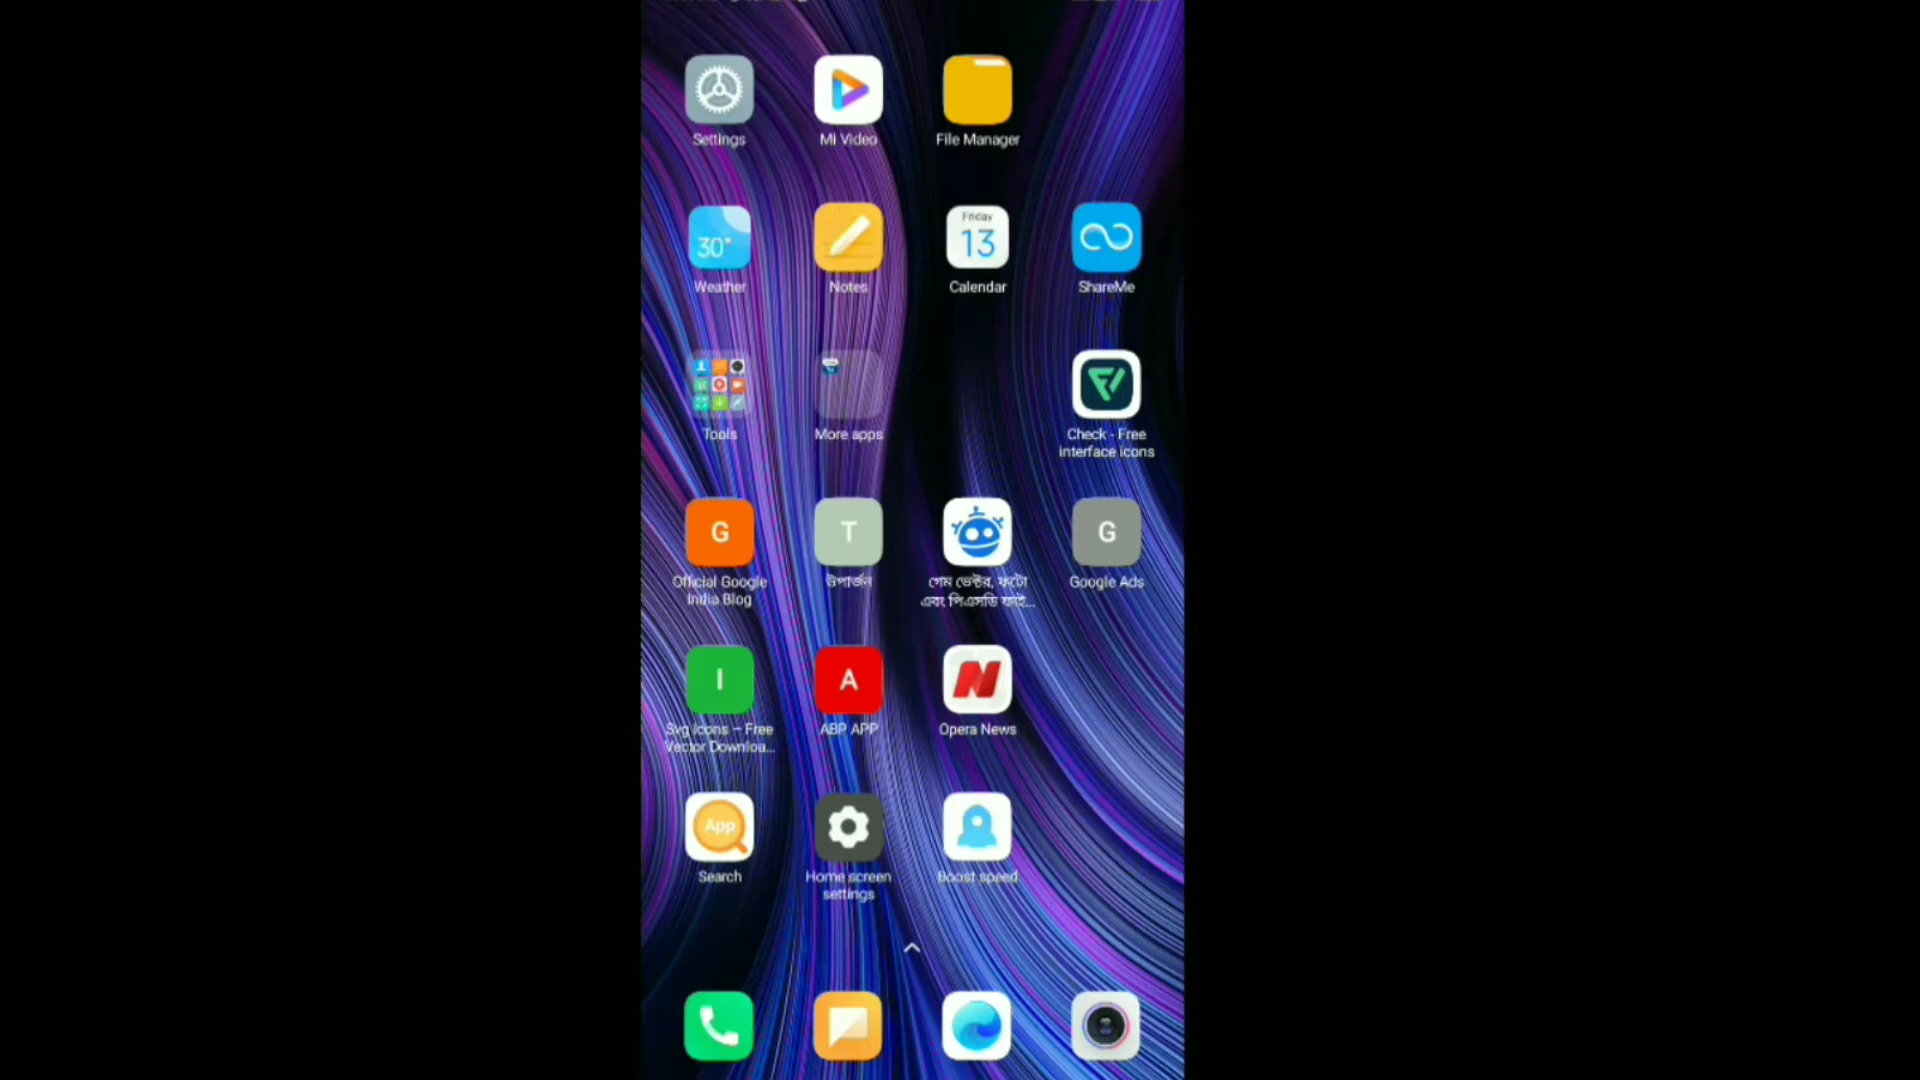 Settings
Mi Video
File Manager
30°
Friday
13
Weather
Notes
Calendar
ShareMe
Tools
More apps
Check - Free
interface icons
G
T
G
Official Google
India Blog
উপার্জন
গেম ভেক্টর, ফটো
এবং পিএসডি ফাই...
Google Ads
I
A
Svg Icons – Free
Vector Downloa...
ABP APP
Opera News
App
Search
Home screen
settings
Boost speed